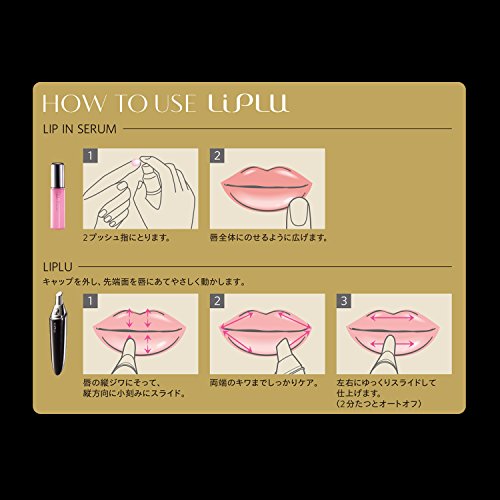 HOW TO USE LiPLU
LIP IN SERUM
1
2
2プッシュ指にとります。
唇全体にのせるように広げます。
LIPLU
キャップを外し、先端面を唇にあてやさしく動かします。
1
2
3
唇の縦ジワにそって、
縦方向に小刻みにスライド。
両端のキワまでしっかりケア。
左右にゆっくりスライドして
仕上げます。
(2分たつとオートオフ)